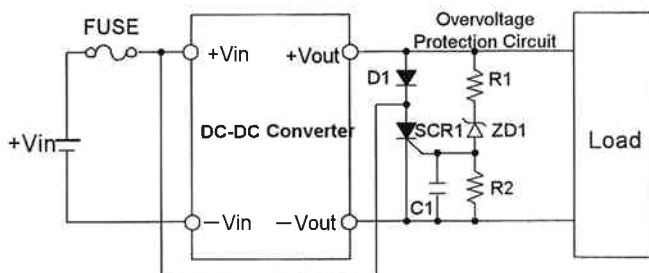 Overvoltage
Protection Circuit
FUSE
+Vin
+Vout
D1
R1
+Vin
DC-DC Converter
SCR1
ZD1
Load
C1
R2
−Vin
−Vout